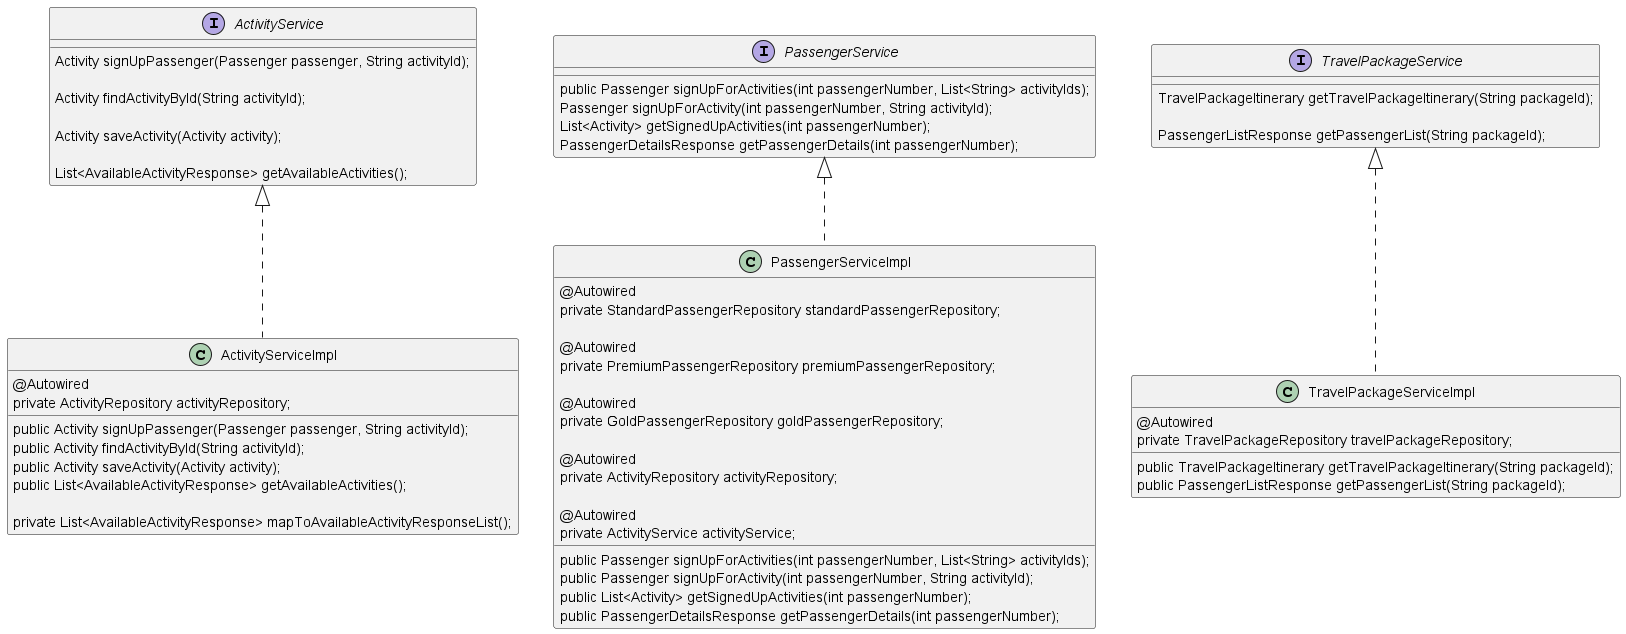 I ActivityService
Activity signUpPassenger(Passenger passenger, String activityId);
Activity findActivityById(String activityId);
Activity saveActivity(Activity activity);
List<AvailableActivityResponse> getAvailableActivities();
I PassengerService
public Passenger signUpForActivities(int passengerNumber, List<String> activityIds);
Passenger signUpForActivity(int passengerNumber, String activityId);
List<Activity> getSignedUpActivities(int passengerNumber);
PassengerDetailsResponse getPassengerDetails(int passengerNumber);
I TravelPackageService
TravelPackageItinerary getTravelPackageItinerary(String packageId);
PassengerListResponse getPassengerList(String packageId);
C ActivityServiceImpl
@Autowired
private ActivityRepository activityRepository;
public Activity signUpPassenger(Passenger passenger, String activityId);
public Activity findActivityById(String activityId);
public Activity saveActivity(Activity activity);
public List<AvailableActivityResponse> getAvailableActivities();
private List<AvailableActivityResponse> mapToAvailableActivityResponseList();
C PassengerServiceImpl
@Autowired
private StandardPassengerRepository standardPassengerRepository;
@Autowired
private PremiumPassengerRepository premiumPassengerRepository;
@Autowired
private GoldPassengerRepository goldPassengerRepository;
@Autowired
private ActivityRepository activityRepository;
@Autowired
private ActivityService activityService;
public Passenger signUpForActivities(int passengerNumber, List<String> activityIds);
public Passenger signUpForActivity(int passengerNumber, String activityId);
public List<Activity> getSignedUpActivities(int passengerNumber);
public PassengerDetailsResponse getPassengerDetails(int passengerNumber);
C TravelPackageServiceImpl
@Autowired
private TravelPackageRepository travelPackageRepository;
public TravelPackageItinerary getTravelPackageItinerary(String packageId);
public PassengerListResponse getPassengerList(String packageId);